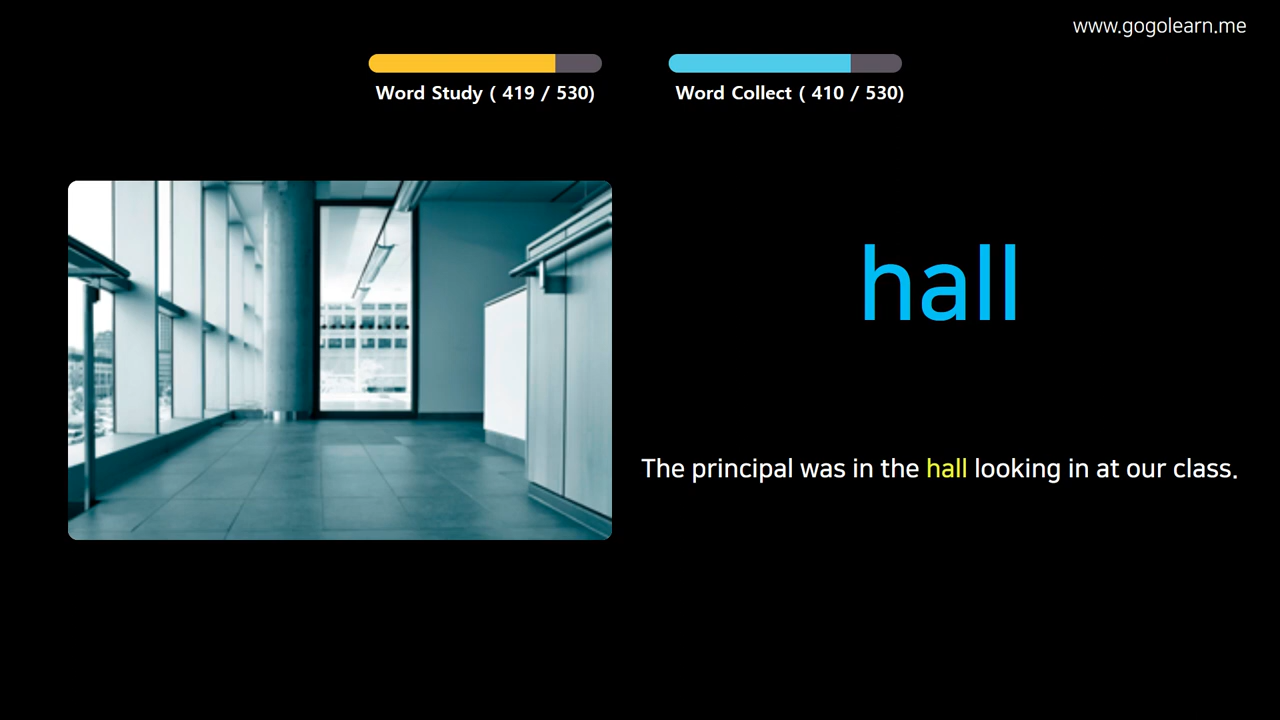 www.gogolearn.me
Word Study ( 419 / 530)
Word Collect ( 410 / 530)
hall
The principal was in the hall looking in at our class.